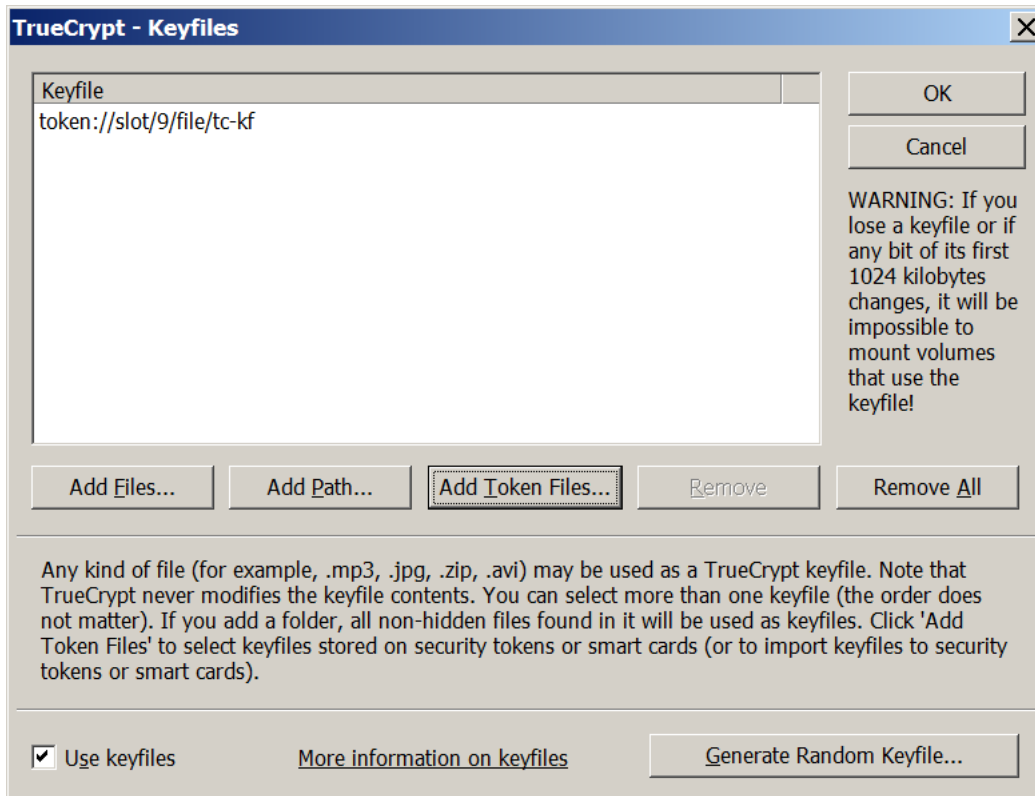 TrueCrypt - Keyfiles
Keyfile
token://slot/9/file/tc-kf
OK
Cancel
WARNING: If you
lose a keyfile or if
any bit of its first
1024 kilobytes
changes, it will be
impossible to
mount volumes
that use the
keyfile!
Add Files...
Add Path...
Add Token Files...
Remove
Remove All
Any kind of file (for example, .mp3, .jpg, .zip, .avi) may be used as a TrueCrypt keyfile. Note that
TrueCrypt never modifies the keyfile contents. You can select more than one keyfile (the order does
not matter). If you add a folder, all non-hidden files found in it will be used as keyfiles. Click 'Add
Token Files' to select keyfiles stored on security tokens or smart cards (or to import keyfiles to security
tokens or smart cards).
Use keyfiles
More information on keyfiles
Generate Random Keyfile...